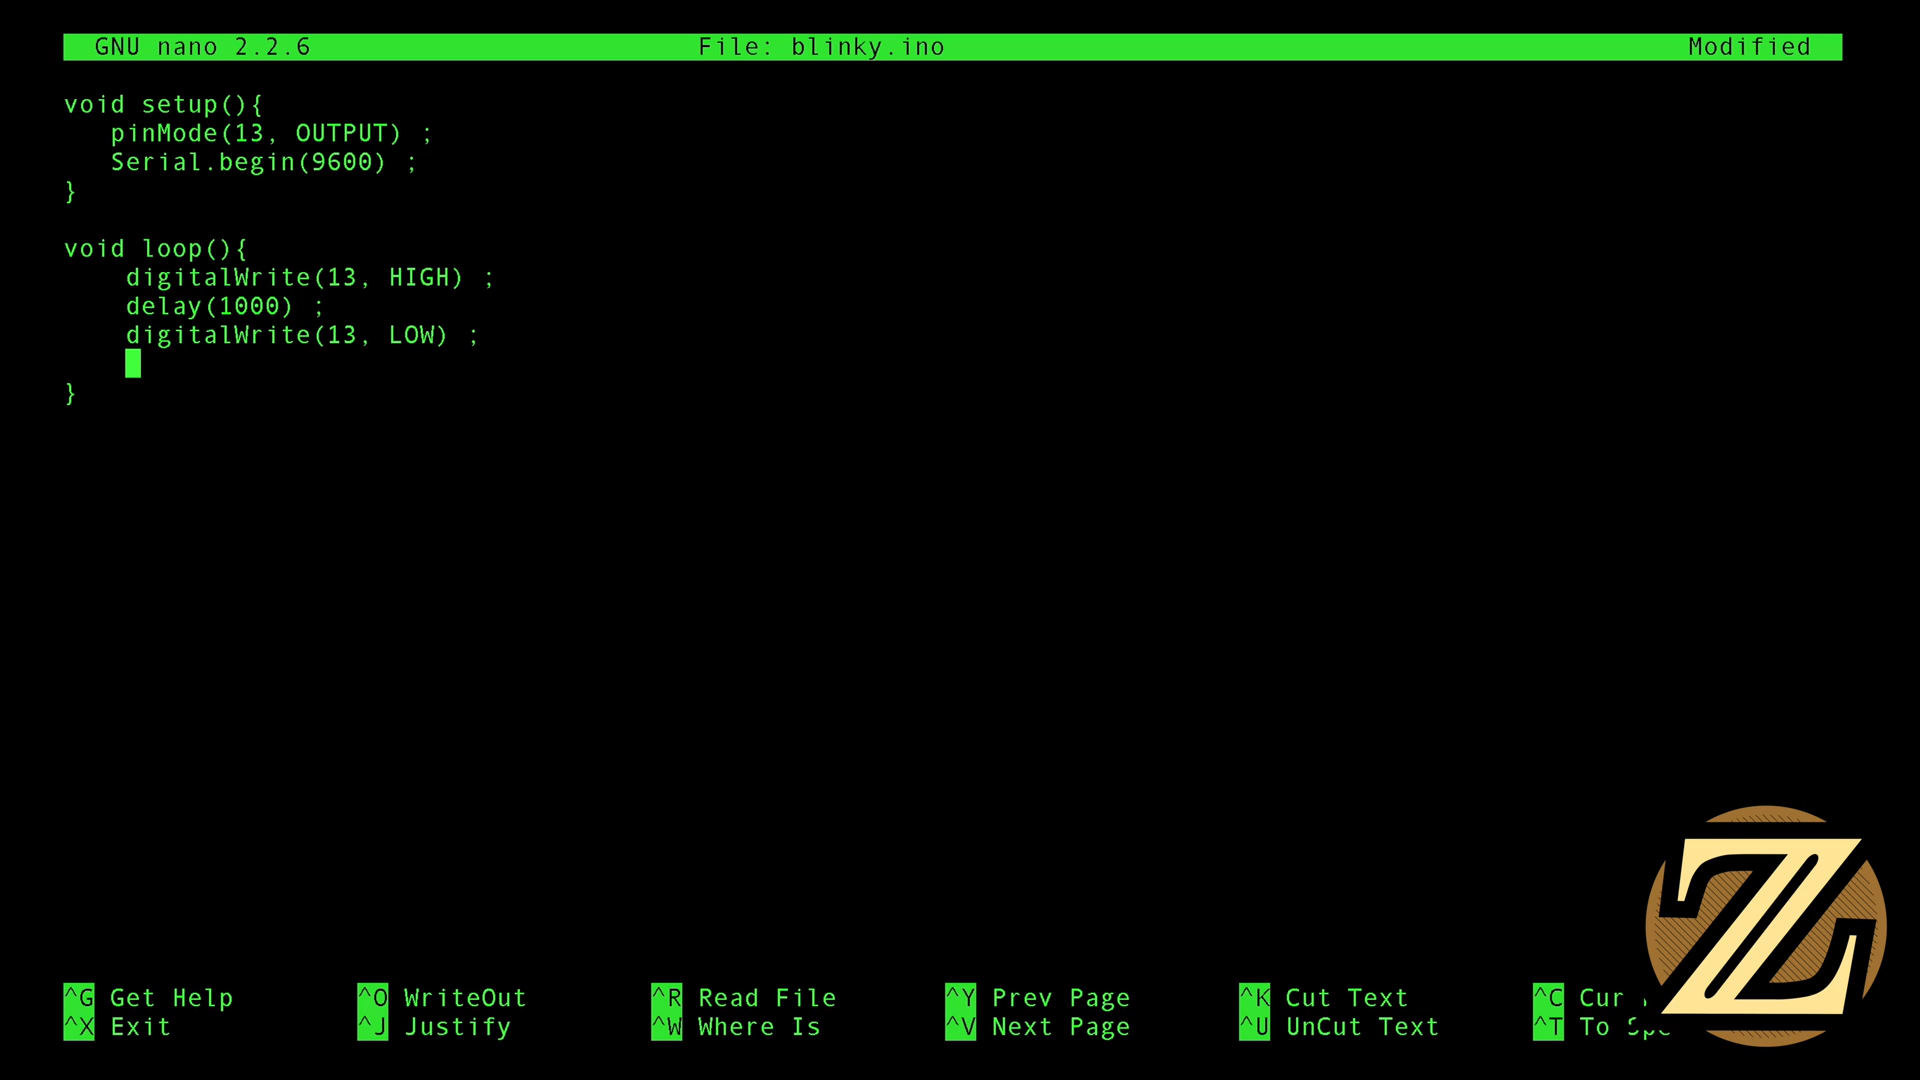 GNU nano 2.2.6 File: blinky.ino Modified
void setup(){
   pinMode(13, OUTPUT) ;
   Serial.begin(9600) ;
}
void loop(){
    digitalWrite(13, HIGH) ;
    delay(1000) ;
    digitalWrite(13, LOW) ;
}
^G Get Help ^O WriteOut ^R Read File ^Y Prev Page ^K Cut Text ^C Cur
^X Exit ^J Justify ^W Where Is ^V Next Page ^U UnCut Text ^T To
Z